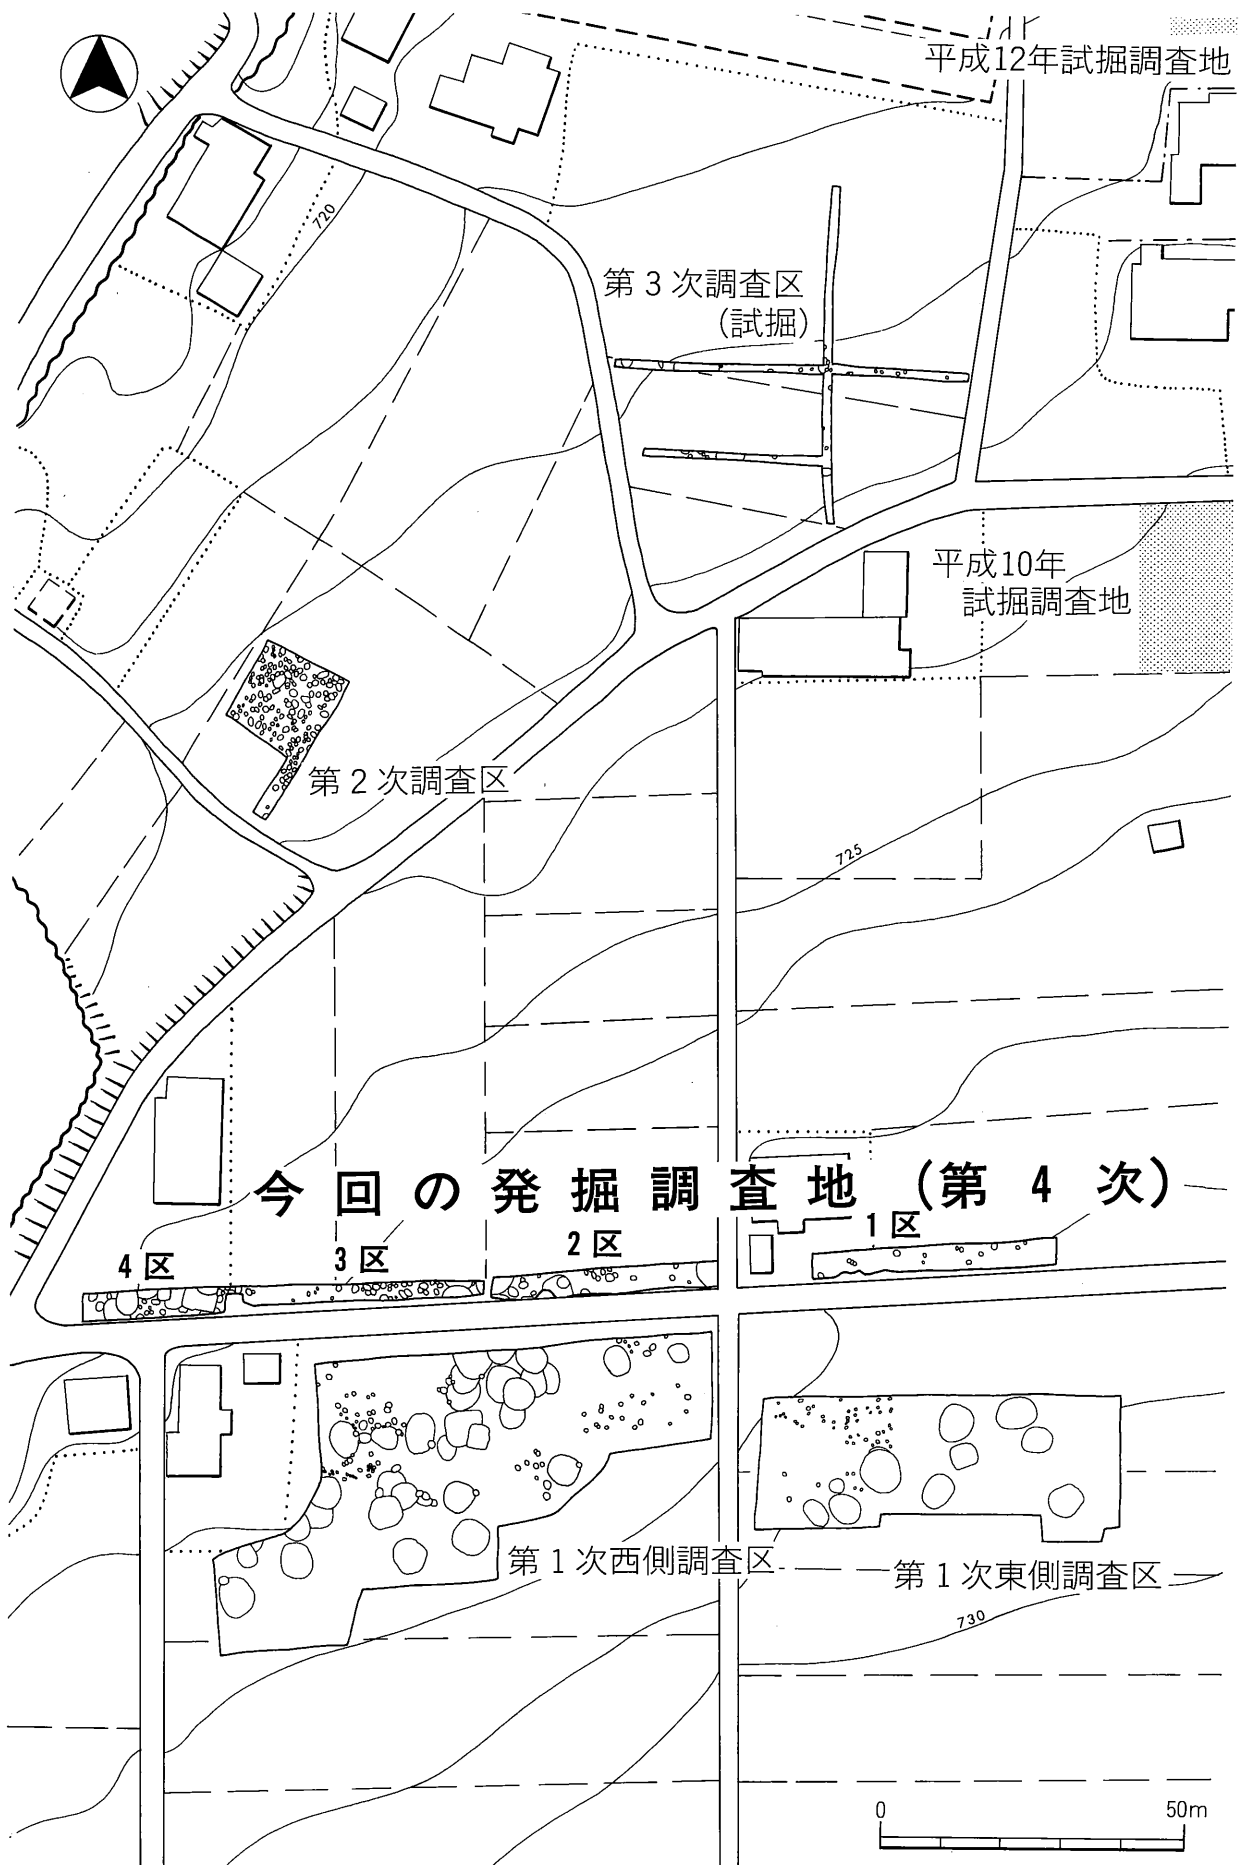 平成12年試掘調査地
720
第3次調査区
(試掘)
平成10年
試掘調査地
第2次調査区
725
今回の発掘調査地(第4次)
1区
2区
3区
4区
第1次西側調査区
第1次東側調査区
730
0
50m